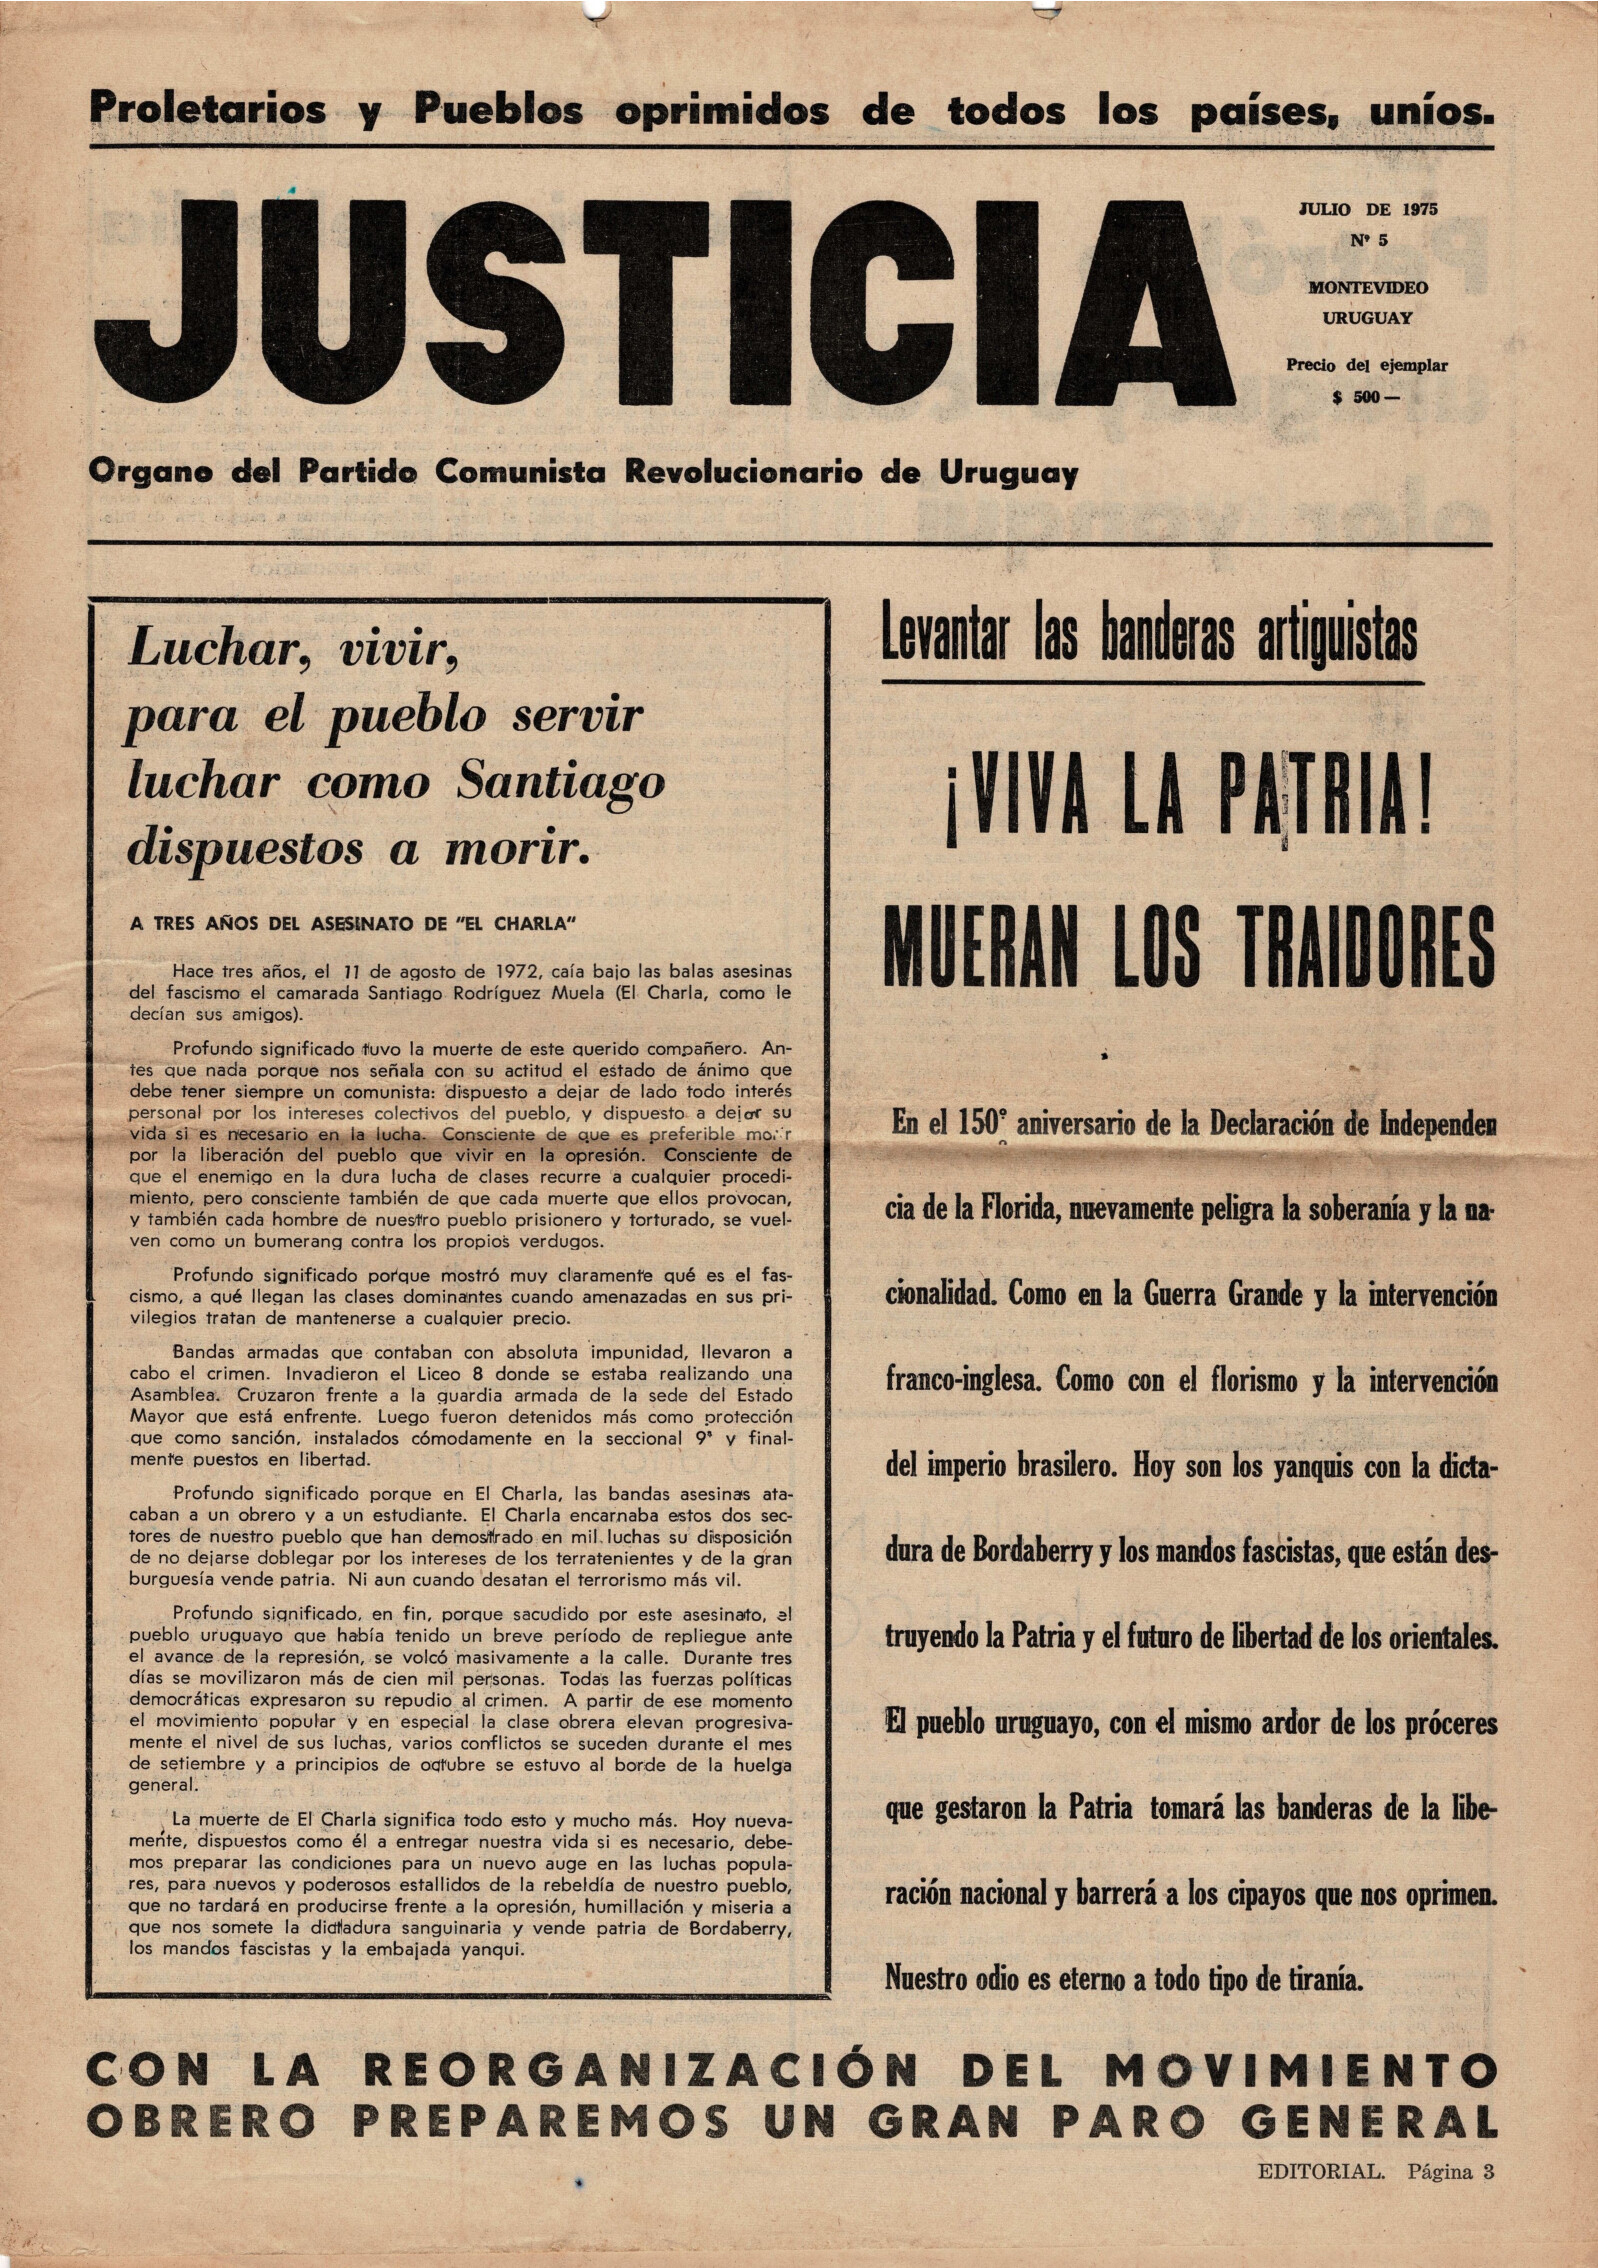 Proletarios y Pueblos oprimidos de todos los países, uníos.
JUSTICIA
JULIO DE 1975
Nº 5
MONTEVIDEO
URUGUAY
Precio del ejemplar
$ 500 —
Organo del Partido Comunista Revolucionario de Uruguay
Luchar, vivir,
para el pueblo servir
luchar como Santiago
dispuestos a morir.
A TRES AÑOS DEL ASESINATO DE "EL CHARLA"
Hace tres años, el 11 de agosto de 1972, caía bajo las balas asesinas
del fascismo el camarada Santiago Rodríguez Muela (El Charla, como le
decían sus amigos).
Profundo significado tuvo la muerte de este querido compañero. An-
tes que nada porque nos señala con su actitud el estado de ánimo que
debe tener siempre un comunista: dispuesto a dejar de lado todo interés
personal por los intereses colectivos del pueblo, y dispuesto a dejar su
vida si es necesario en la lucha. Consciente de que es preferible morir
por la liberación del pueblo que vivir en la opresión. Consciente de
que el enemigo en la dura lucha de clases recurre a cualquier procedi-
miento, pero consciente también de que cada muerte que ellos provocan,
y también cada hombre de nuestro pueblo prisionero y torturado, se vuel-
ven como un bumerang contra los propios verdugos.
Profundo significado porque mostró muy claramente qué es el fas-
cismo, a qué llegan las clases dominantes cuando amenazadas en sus pri-
vilegios tratan de mantenerse a cualquier precio.
Bandas armadas que contaban con absoluta impunidad, llevaron a
cabo el crimen. Invadieron el Liceo 8 donde se estaba realizando una
Asamblea. Cruzaron frente a la guardia armada de la sede del Estado
Mayor que está enfrente. Luego fueron detenidos más como protección
que como sanción, instalados cómodamente en la seccional 9ª y final-
mente puestos en libertad.
Profundo significado porque en El Charla, las bandas asesinas ata-
caban a un obrero y a un estudiante. El Charla encarnaba estos dos sec-
tores de nuestro pueblo que han demostrado en mil luchas su disposición
de no dejarse doblegar por los intereses de los terratenientes y de la gran
burguesía vende patria. Ni aun cuando desatan el terrorismo más vil.
Profundo significado, en fin, porque sacudido por este asesinato, el
pueblo uruguayo que había tenido un breve período de repliegue ante
el avance de la represión, se volcó masivamente a la calle. Durante tres
días se movilizaron más de cien mil personas. Todas las fuerzas políticas
democráticas expresaron su repudio al crimen. A partir de ese momento
el movimiento popular y en especial la clase obrera elevan progresiva-
mente el nivel de sus luchas, varios conflictos se suceden durante el mes
de setiembre y a principios de octubre se estuvo al borde de la huelga
general.
La muerte de El Charla significa todo esto y mucho más. Hoy nueva-
mente, dispuestos como él a entregar nuestra vida si es necesario, debe-
mos preparar las condiciones para un nuevo auge en las luchas popula-
res, para nuevos y poderosos estallidos de la rebeldía de nuestro pueblo,
que no tardará en producirse frente a la opresión, humillación y miseria a
que nos somete la dictadura sanguinaria y vende patria de Bordaberry,
los mandos fascistas y la embajada yanqui.
Levantar las banderas artiguistas
¡VIVA LA PATRIA!
MUERAN LOS TRAIDORES
En el 150º aniversario de la Declaración de Independen
cia de la Florida, nuevamente peligra la soberanía y la na-
cionalidad. Como en la Guerra Grande y la intervención
franco-inglesa. Como con el florismo y la intervención
del imperio brasilero. Hoy son los yanquis con la dicta-
dura de Bordaberry y los mandos fascistas, que están des-
truyendo la Patria y el futuro de libertad de los orientales.
El pueblo uruguayo, con el mismo ardor de los próceres
que gestaron la Patria tomará las banderas de la libe-
ración nacional y barrerá a los cipayos que nos oprimen.
Nuestro odio es eterno a todo tipo de tiranía.
CON LA REORGANIZACIÓN DEL MOVIMIENTO
OBRERO PREPAREMOS UN GRAN PARO GENERAL
EDITORIAL. Página 3